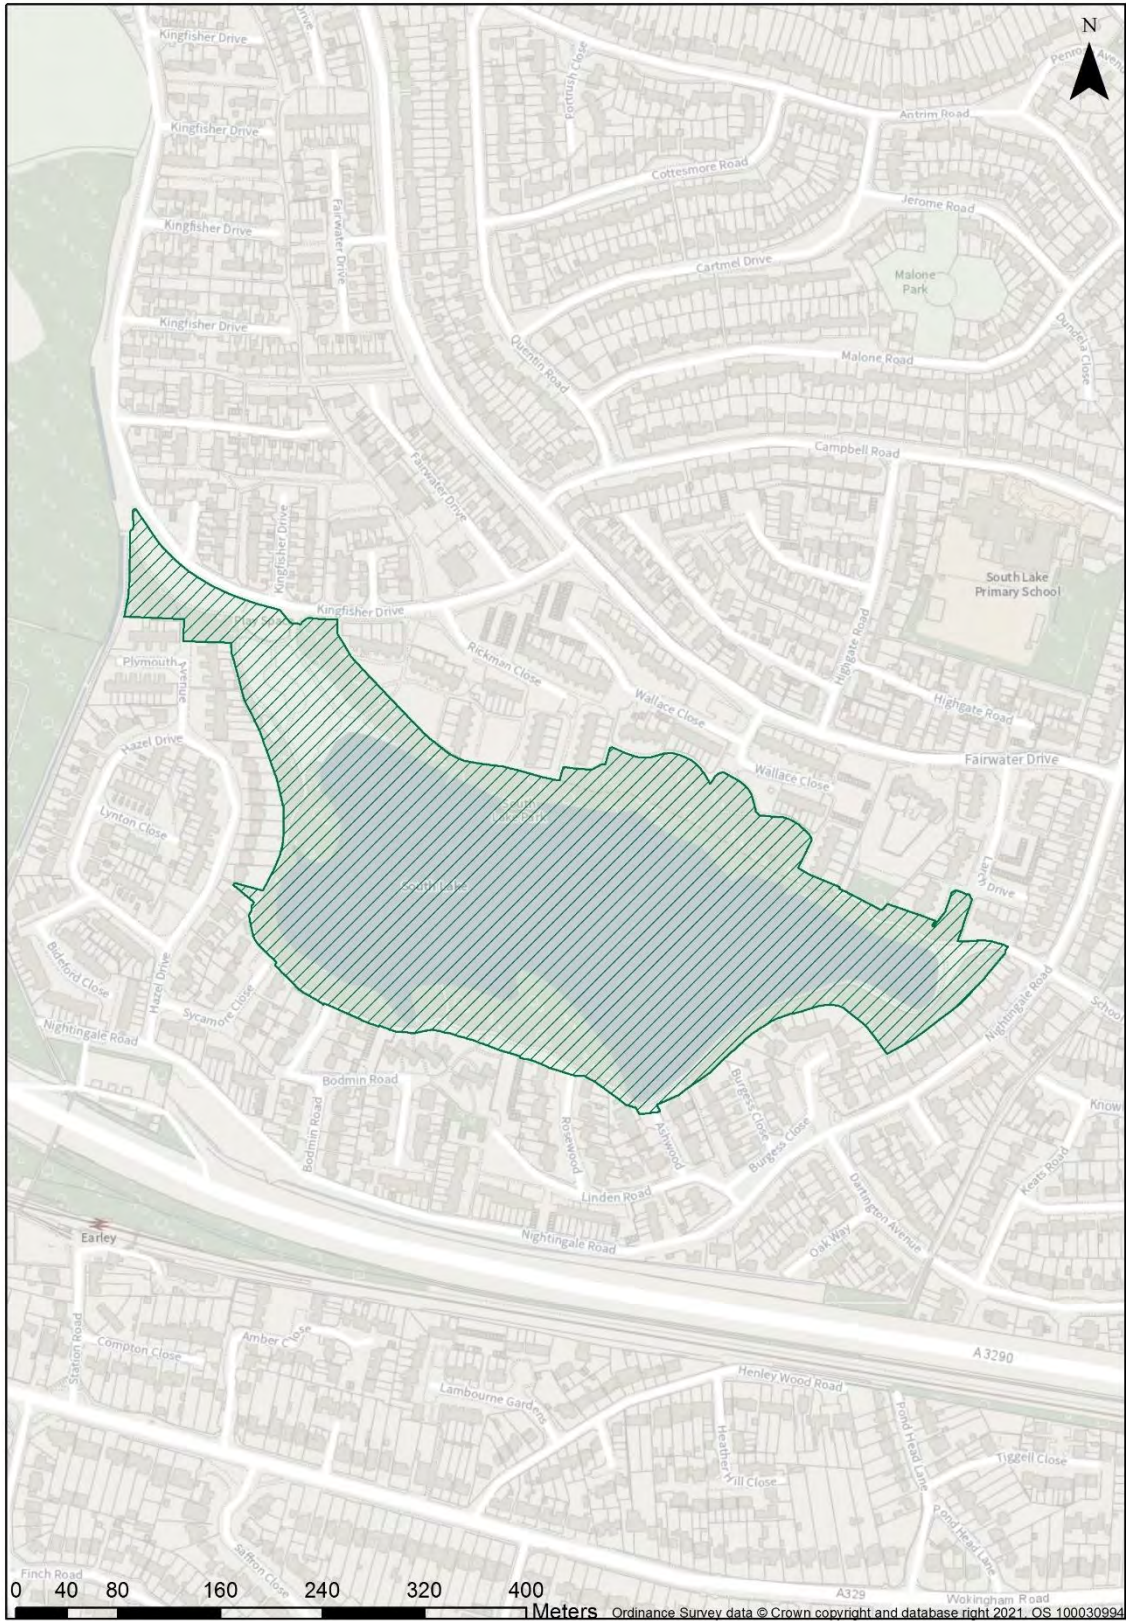 N
Kingfisher Drive
Drive
Portrush Close
Antrim Road
Kingfisher Drive
Cottesmore Road
Jerome Road
Fairwater Drive
Kingfisher Drive
Cartmel Drive
Malone
Park
Kingfisher Drive
Quentin Road
Malone Road
Dundela Close
Campbell Road
Fairwater Drive
Kingfisher Drive
South Lake
Primary School
Kingfisher Drive
Play Space
Highgate Road
Rickman Close
Plymouth
Avenue
Wallace Close
Highgate Road
Hazel Drive
Fairwater Drive
Wallace Close
South
Lake Park
Lynton Close
Larch Drive
South Lake
Bideford Close
Hazel Drive
Sycamore Close
Nightingale Road
School
Nightingale Road
Bodmin Road
Burgess Close
Bodmin Road
Rosewood
Ashwood
Burgess Close
Keats Road
Linden Road
Dartington Avenue
Oak Way
Nightingale Road
Earley
Station Road
Amber Close
Compton Close
A3290
Henley Wood Road
Lambourne Gardens
Pond Head Lane
Heather Hill Close
Tiggell Close
Pond Head Lane
Saffron Close
Finch Road
A329
Wokingham Road
0 40 80 160 240 320 400
Meters
Ordinance Survey data © Crown copyright and database right 2021, OS 100030994